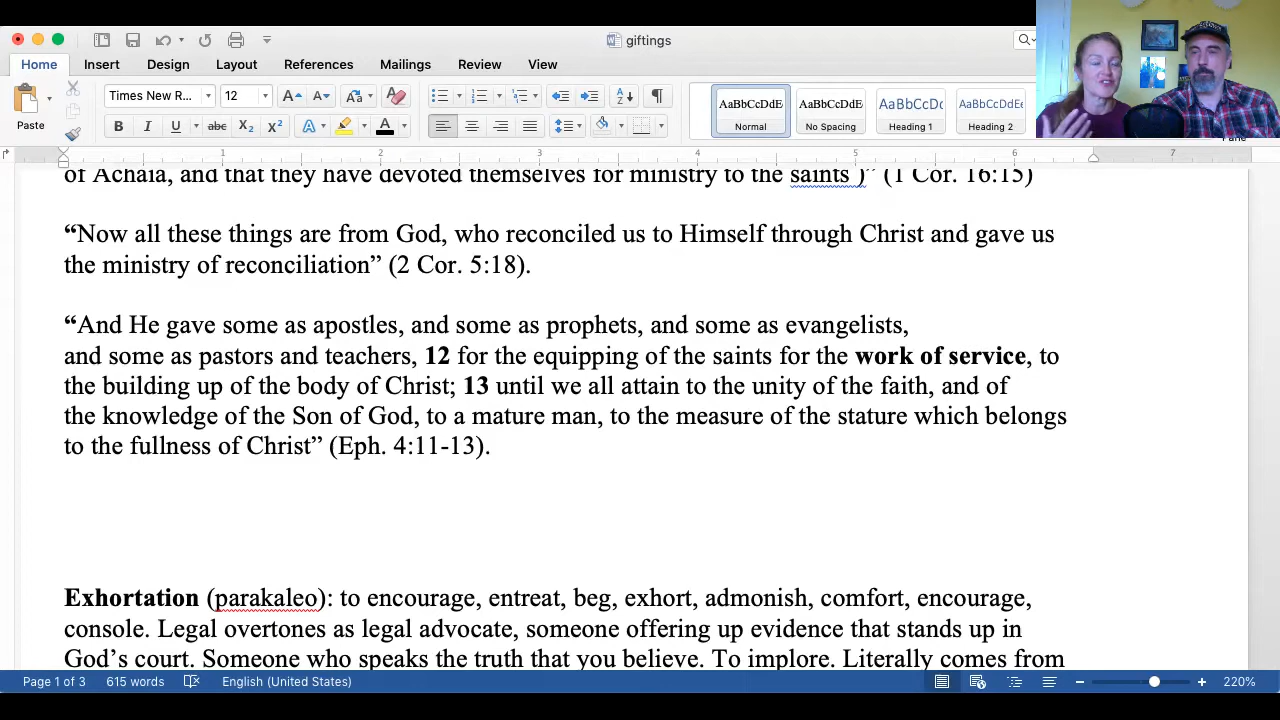 giftings
Home Insert Design Layout References Mailings Review View
Paste
Times New R... 12
AaBbCcDdE AaBbCcDdE AaBbCcDc AaBbCcDdEe
Normal No Spacing Heading 1 Heading 2
1 2 3 4 5 6 7
of Achaia, and that they have devoted themselves for ministry to the saints )” (1 Cor. 16:15)
“Now all these things are from God, who reconciled us to Himself through Christ and gave us
the ministry of reconciliation” (2 Cor. 5:18).
“And He gave some as apostles, and some as prophets, and some as evangelists,
and some as pastors and teachers, 12 for the equipping of the saints for the work of service, to
the building up of the body of Christ; 13 until we all attain to the unity of the faith, and of
the knowledge of the Son of God, to a mature man, to the measure of the stature which belongs
to the fullness of Christ” (Eph. 4:11-13).
Exhortation (parakaleo): to encourage, entreat, beg, exhort, admonish, comfort, encourage,
console. Legal overtones as legal advocate, someone offering up evidence that stands up in
God’s court. Someone who speaks the truth that you believe. To implore. Literally comes from
Page 1 of 3 615 words English (United States) 220%